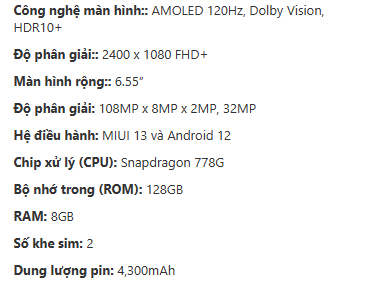 Công nghệ màn hình:: AMOLED 120Hz, Dolby Vision,
HDR10+
Độ phân giải:: 2400 x 1080 FHD+
Màn hình rộng:: 6.55"
Độ phân giải: 108MP x 8MP x 2MP, 32MP
Hệ điều hành: MIUI 13 và Android 12
Chip xử lý (CPU): Snapdragon 778G
Bộ nhớ trong (ROM): 128GB
RAM: 8GB
Số khe sim: 2
Dung lượng pin: 4,300mAh